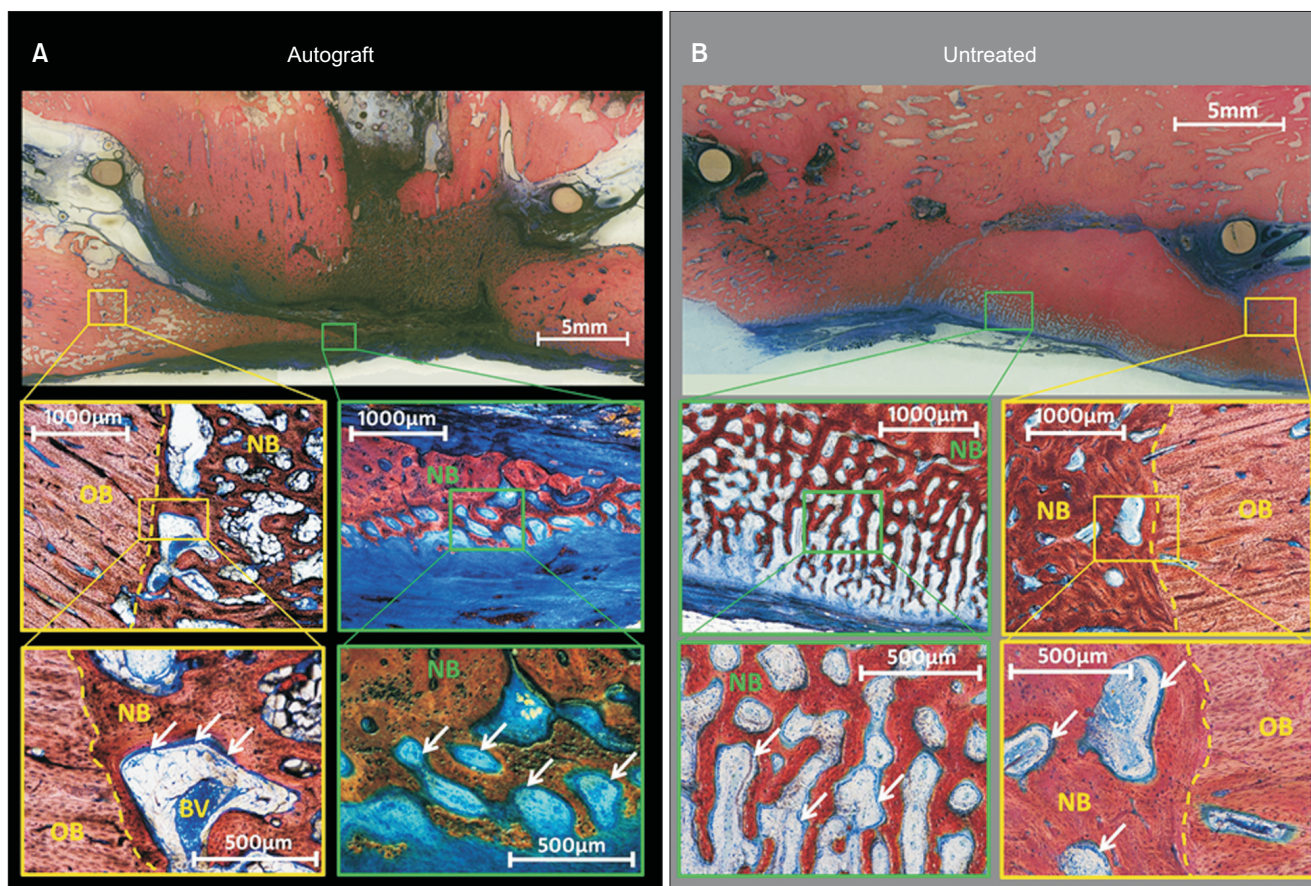 A
Autograft
5mm
1000µm
NB
OB
1000µm
NB
NB
BV
OB
500µm
NB
500µm
B
Untreated
5mm
1000µm
NB
1000µm
NB
OB
500µm
NB
500µm
OB
NB